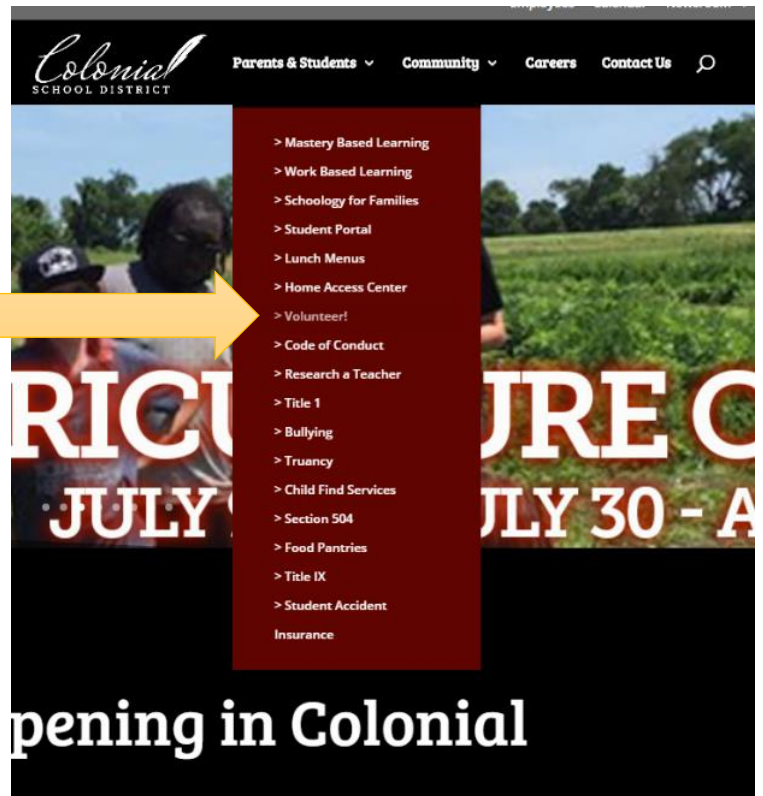 Colonial
SCHOOL DISTRICT
Parents & Students
Community
Careers
Contact Us
> Mastery Based Learning
> Work Based Learning
> Schoology for Families
> Student Portal
> Lunch Menus
> Home Access Center
> Volunteer!
> Code of Conduct
> Research a Teacher
> Title 1
> Bullying
> Truancy
> Child Find Services
> Section 504
> Food Pantries
> Title IX
> Student Accident
Insurance
RICU URE C
JULY JLY 30 - A
pening in Colonial